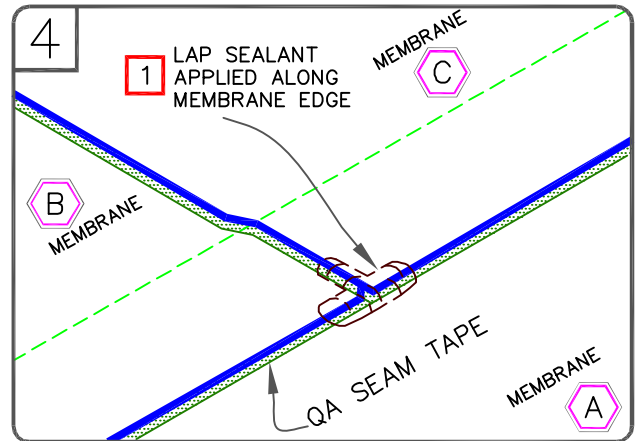 4
1
LAP SEALANT
APPLIED ALONG
MEMBRANE EDGE
MEMBRANE
C
B
MEMBRANE
QA SEAM TAPE
MEMBRANE
A